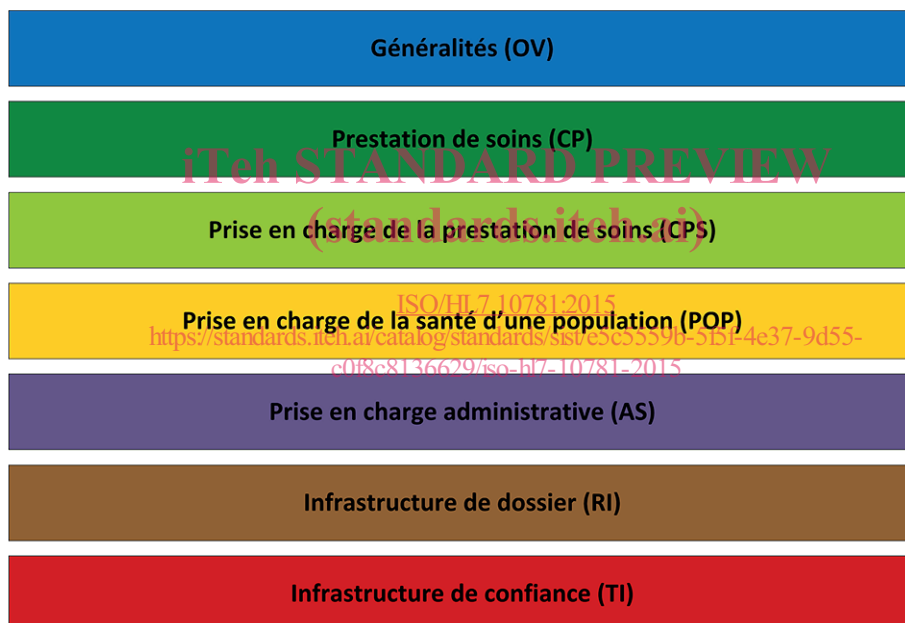 Généralités (OV)
Prestation de soins (CP)
iTeh STANDARD PREVIEW
(standards.iteh.ai)
Prise en charge de la prestation de soins (CPS)
ISO/HL7 10781:2015
Prise en charge de la santé d’une population (POP)
https://standards.iteh.ai/catalog/standards/sist/e5c5559b-515f-4e37-9d55-
c0f8c8136629/iso-hl7-10781-2015
Prise en charge administrative (AS)
Infrastructure de dossier (RI)
Infrastructure de confiance (TI)